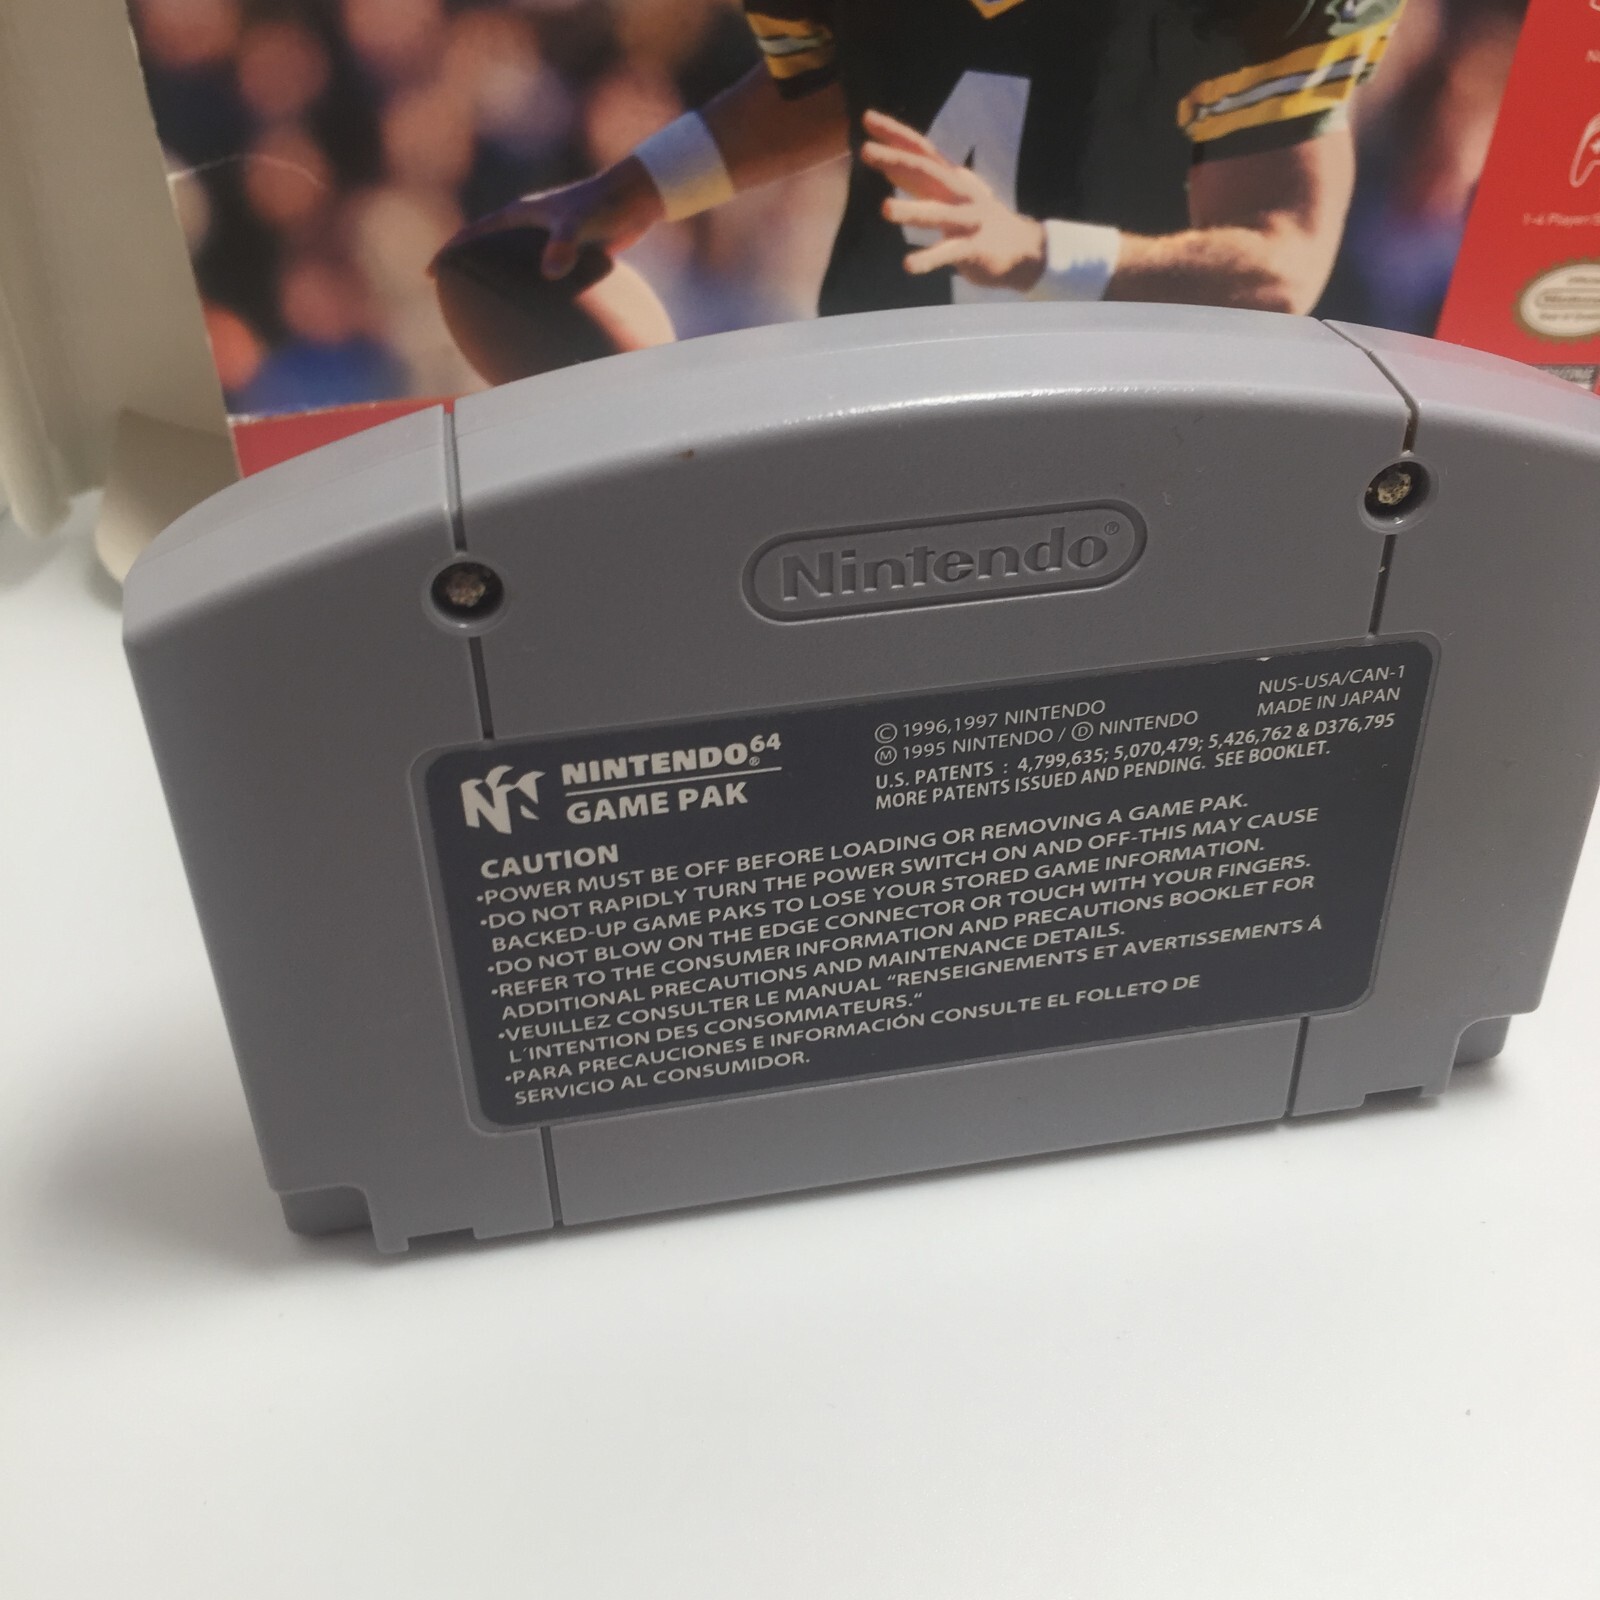 4
1-4 Player
Nintendo®
NINTENDO®64
GAME PAK
© 1996,1997 NINTENDO
Ⓜ 1995 NINTENDO / Ⓓ NINTENDO
NUS-USA/CAN-1
MADE IN JAPAN
U.S. PATENTS : 4,799,635; 5,070,479; 5,426,762 & D376,795
MORE PATENTS ISSUED AND PENDING. SEE BOOKLET.
CAUTION
•POWER MUST BE OFF BEFORE LOADING OR REMOVING A GAME PAK.
•DO NOT RAPIDLY TURN THE POWER SWITCH ON AND OFF-THIS MAY CAUSE
BACKED-UP GAME PAKS TO LOSE YOUR STORED GAME INFORMATION.
•DO NOT BLOW ON THE EDGE CONNECTOR OR TOUCH WITH YOUR FINGERS.
•REFER TO THE CONSUMER INFORMATION AND PRECAUTIONS BOOKLET FOR
ADDITIONAL PRECAUTIONS AND MAINTENANCE DETAILS.
•VEUILLEZ CONSULTER LE MANUAL “RENSEIGNEMENTS ET AVERTISSEMENTS Á
L´INTENTION DES CONSOMMATEURS.“
•PARA PRECAUCIONES E INFORMACIÓN CONSULTE EL FOLLETO DE
SERVICIO AL CONSUMIDOR.